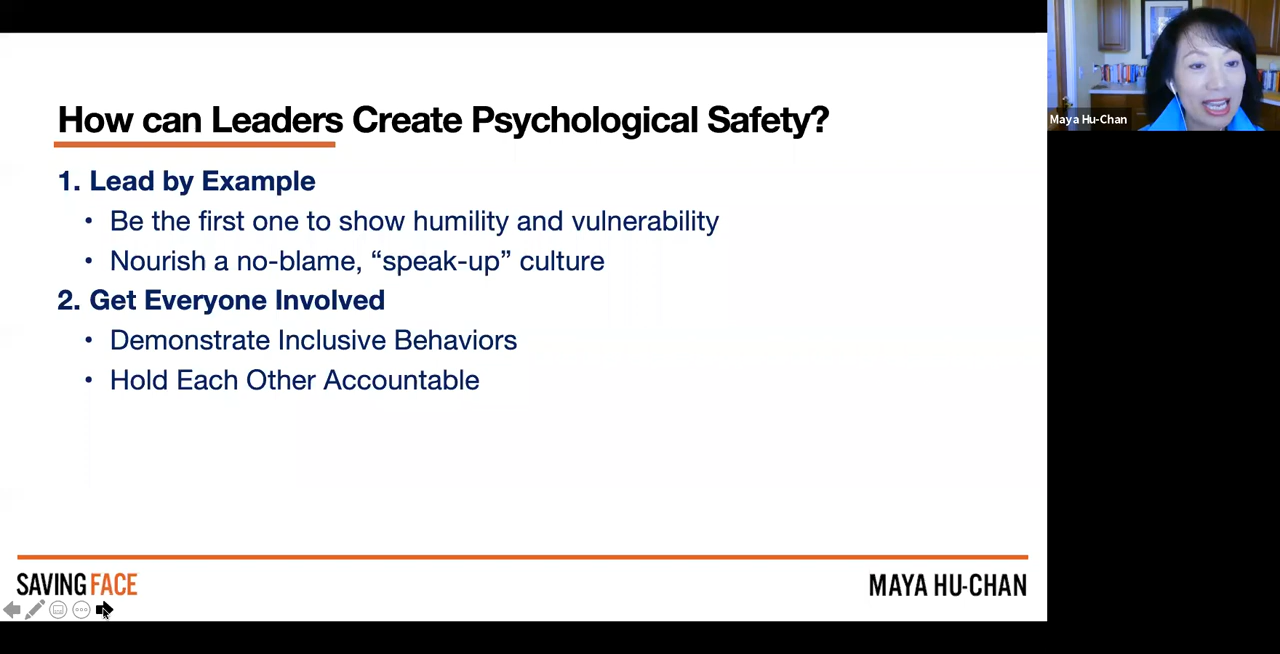 How can Leaders Create Psychological Safety?
1. Lead by Example
• Be the first one to show humility and vulnerability
• Nourish a no-blame, “speak-up” culture
2. Get Everyone Involved
• Demonstrate Inclusive Behaviors
• Hold Each Other Accountable
SAVING FACE
MAYA HU-CHAN
Maya Hu-Chan